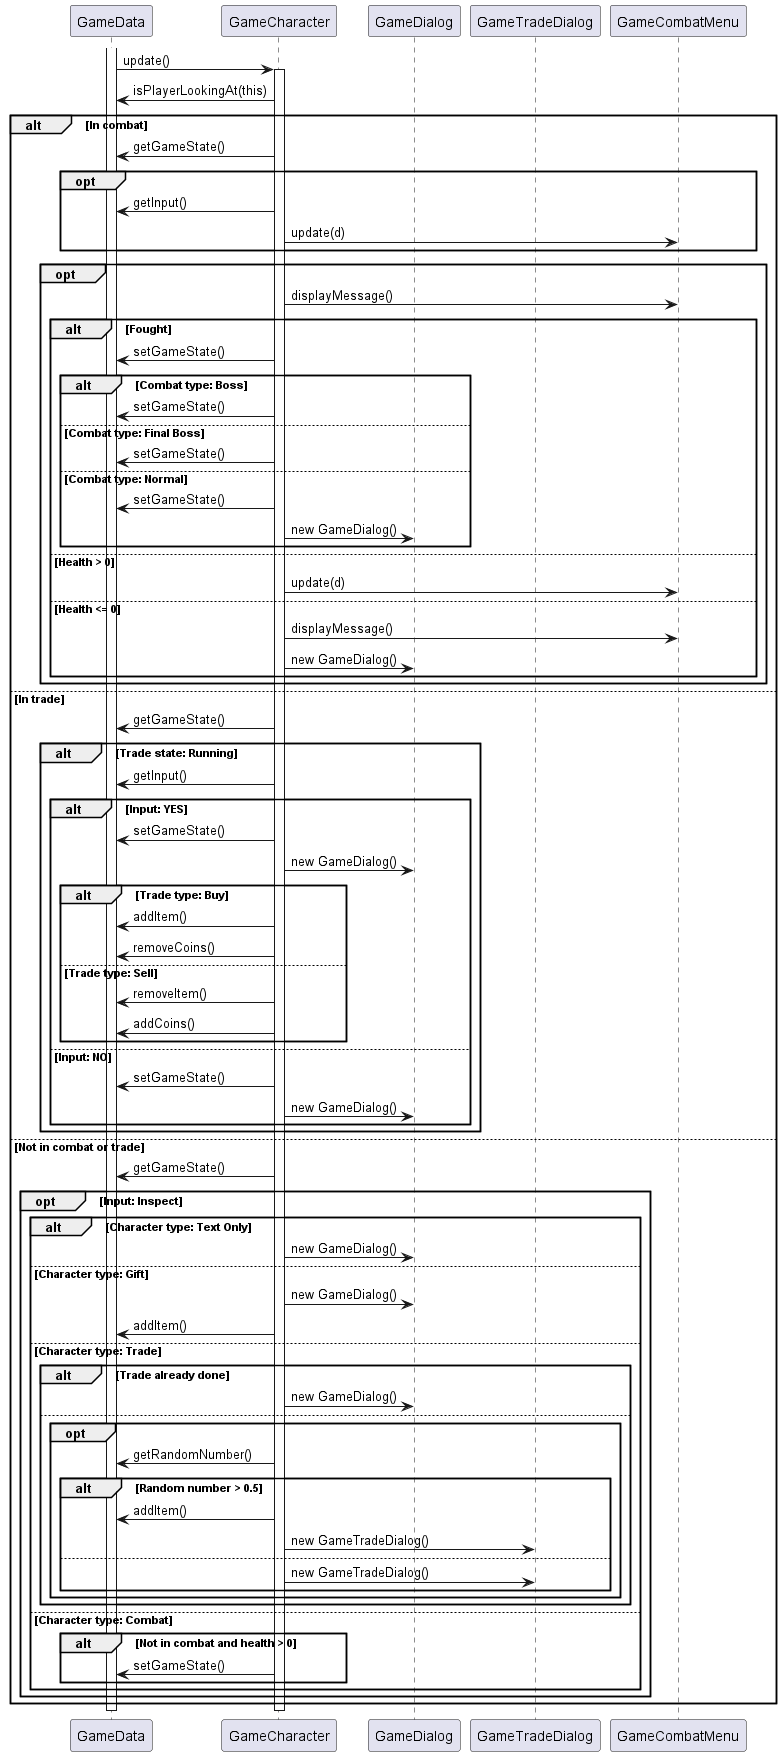 GameData GameCharacter GameDialog GameTradeDialog GameCombatMenu
update()
isPlayerLookingAt(this)
alt [In combat]
getGameState()
opt
getInput()
update(d)
opt
displayMessage()
alt [Fought]
setGameState()
alt [Combat type: Boss]
setGameState()
[Combat type: Final Boss]
setGameState()
[Combat type: Normal]
setGameState()
new GameDialog()
[Health > 0]
update(d)
[Health <= 0]
displayMessage()
new GameDialog()
[In trade]
getGameState()
alt [Trade state: Running]
getInput()
alt [Input: YES]
setGameState()
new GameDialog()
alt [Trade type: Buy]
addItem()
removeCoins()
[Trade type: Sell]
removeItem()
addCoins()
[Input: NO]
setGameState()
new GameDialog()
[Not in combat or trade]
getGameState()
opt [Input: Inspect]
alt [Character type: Text Only]
new GameDialog()
[Character type: Gift]
new GameDialog()
addItem()
[Character type: Trade]
alt [Trade already done]
new GameDialog()
opt
getRandomNumber()
alt [Random number > 0.5]
addItem()
new GameTradeDialog()
new GameTradeDialog()
[Character type: Combat]
alt [Not in combat and health > 0]
setGameState()
GameData GameCharacter GameDialog GameTradeDialog GameCombatMenu